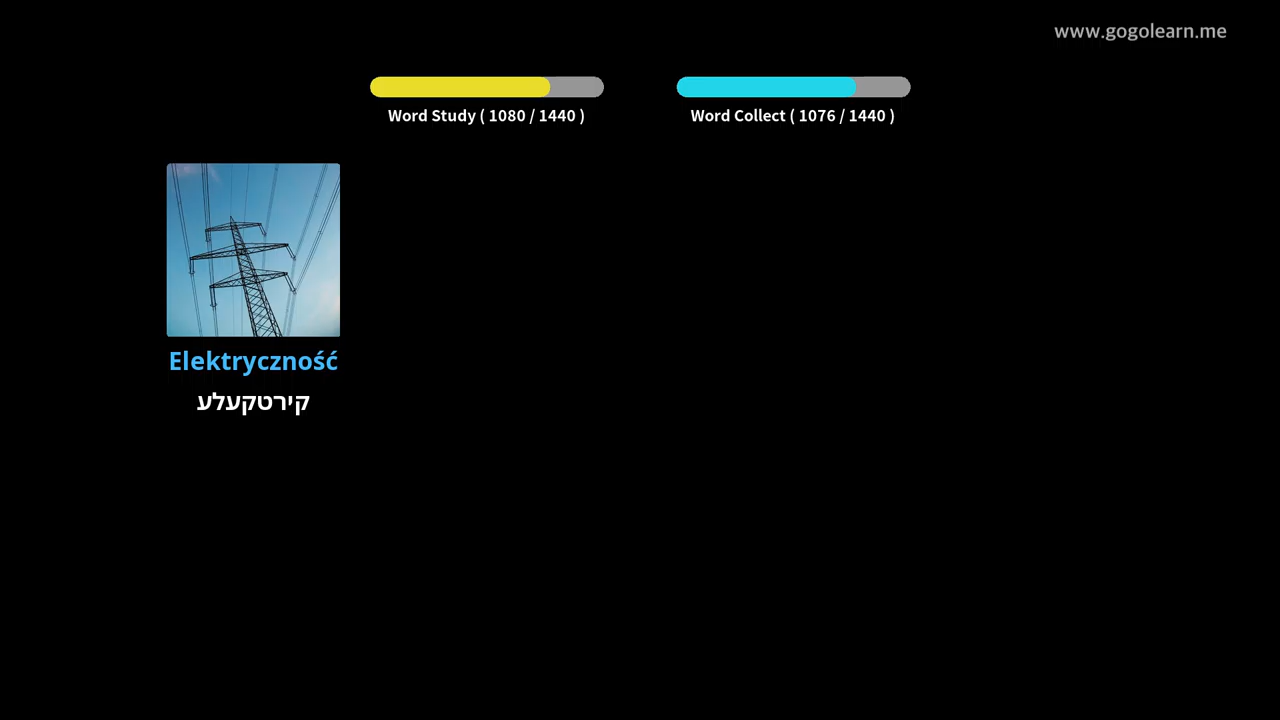 www.gogolearn.me
Word Study ( 1080 / 1440 )
Word Collect ( 1076 / 1440 )
Elektryczność
קירטקעלע